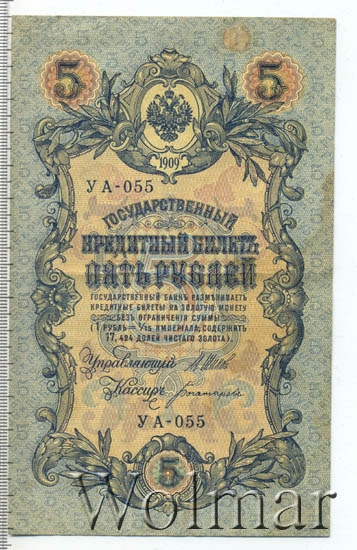 5 5
1909
УА-055
ГОСУДАРСТВЕННЫЙ
КРЕДИТНЫЙ БИЛЕТЪ
ПЯТЬ РУБЛЕЙ
ГОСУДАРСТВЕННЫЙ БАНКЪ РАЗМѢНИВАЕТЪ
КРЕДИТНЫЕ БИЛЕТЫ НА ЗОЛОТУЮ МОНЕТУ
БЕЗЪ ОГРАНИЧЕНІЯ СУММЫ
(1 РУБЛЬ = 1/15 ИМПЕРІАЛА, СОДЕРЖИТЪ
17,424 ДОЛЕЙ ЧИСТАГО ЗОЛОТА).
Управляющій
Кассиръ
УА-055
5
Wolmar